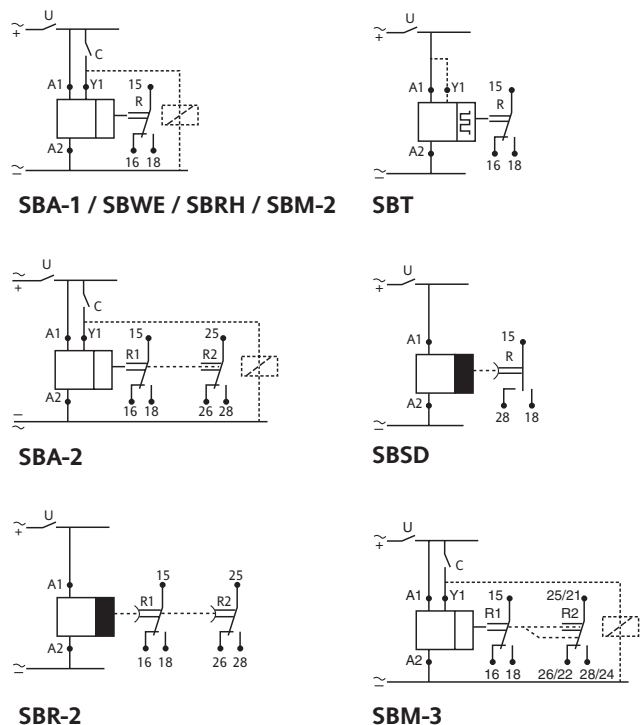 U
~
+
C
A1 Y1 15
R
A2
16 18
~
−
SBA-1 / SBWE / SBRH / SBM-2
U
~
+
A1 Y1 15
R
A2
16 18
~
−
SBT
U
~
+
C
A1 Y1 15 25
R1 R2
A2
16 18 26 28
−
~
SBA-2
U
~
+
15
A1
R
A2
28 18
~
−
SBSD
U
~
+
A1 15 25
R1 R2
A2
16 18 26 28
~
−
SBR-2
U
~
+
C
A1 Y1 15 25/21
R1 R2
A2
16 18 26/22 28/24
~
−
SBM-3